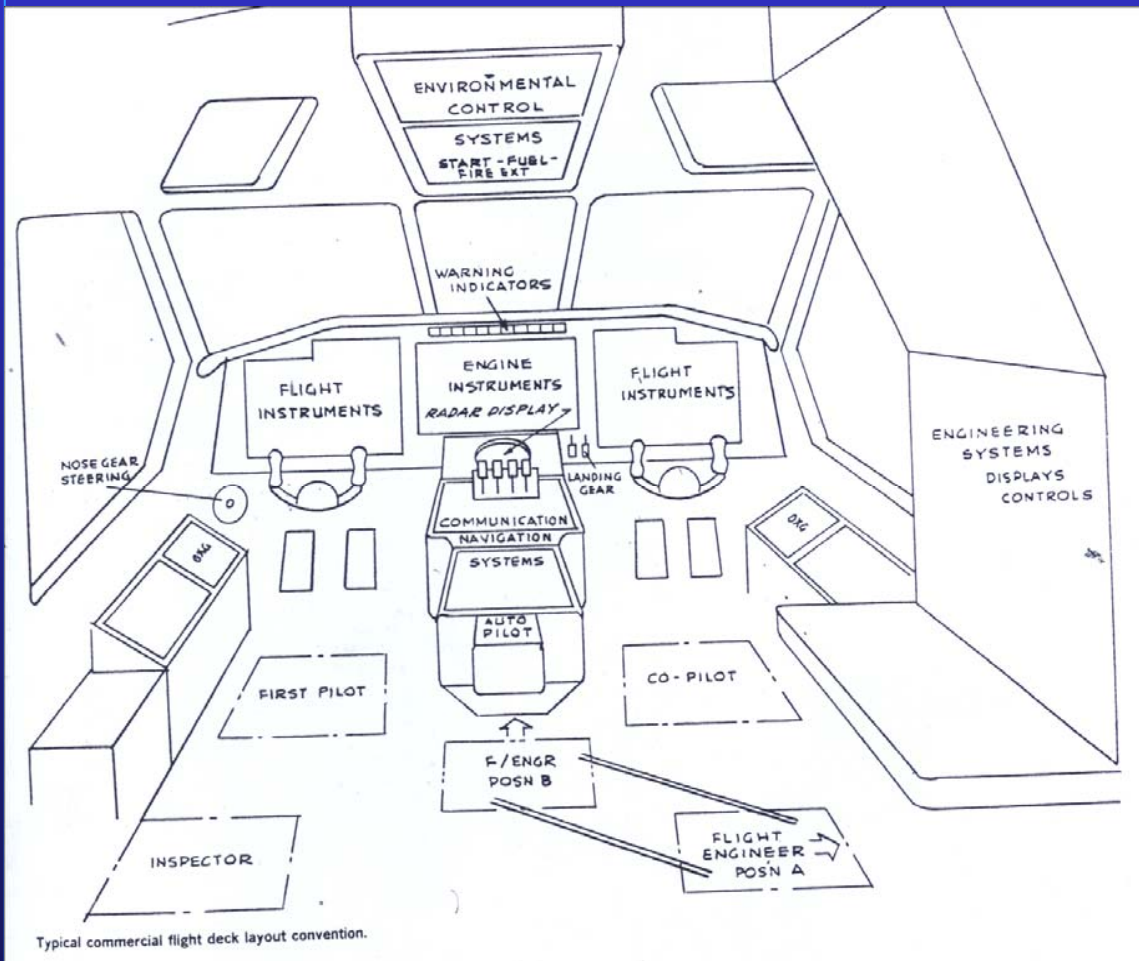 ENVIRONMENTAL
CONTROL
SYSTEMS
START - FUEL -
FIRE EXT
WARNING
INDICATORS
FLIGHT
INSTRUMENTS
ENGINE
INSTRUMENTS
RADAR DISPLAY
FLIGHT
INSTRUMENTS
ENGINEERING
SYSTEMS
DISPLAYS
CONTROLS
NOSE GEAR
STEERING
LANDING
GEAR
OXG
COMMUNICATION
NAVIGATION
SYSTEMS
OXG
AUTO
PILOT
FIRST PILOT
CO - PILOT
F/ENGR
POSN B
FLIGHT
ENGINEER
POS'N A
INSPECTOR
Typical commercial flight deck layout convention.